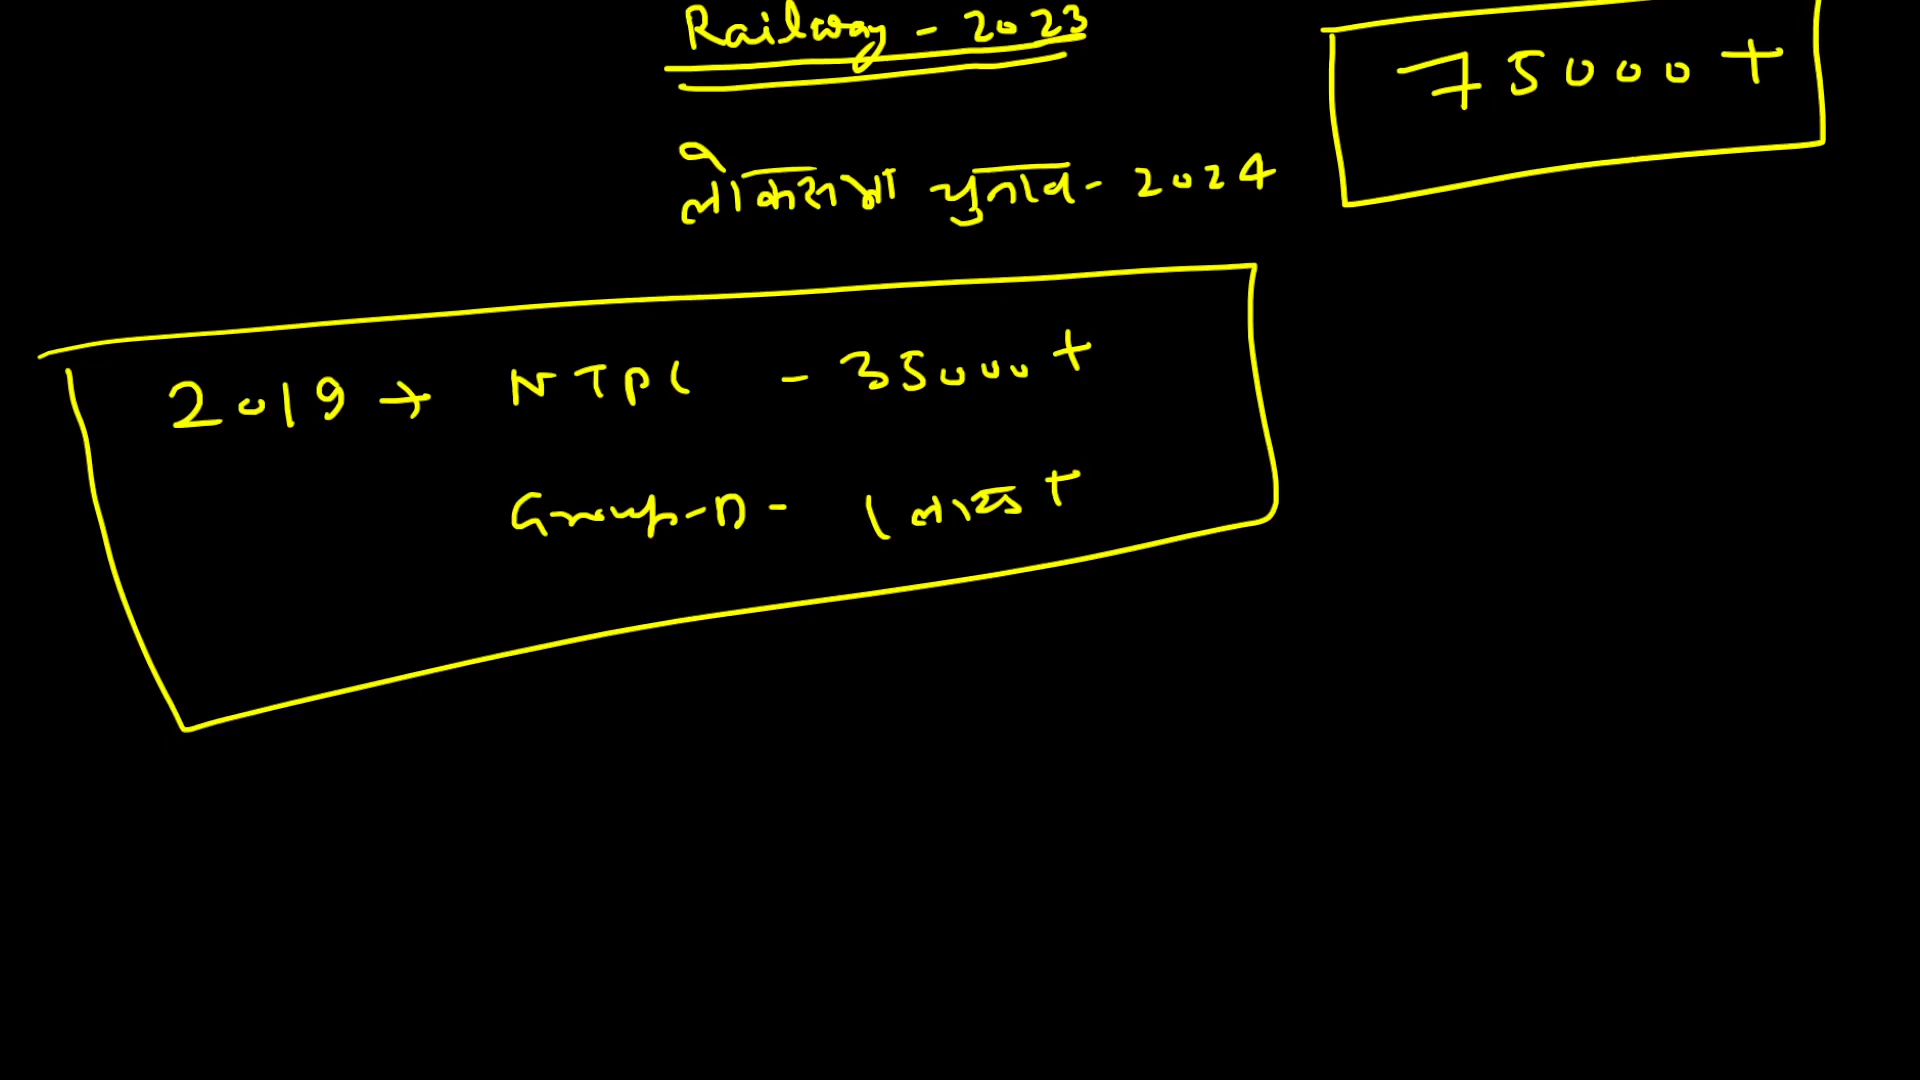 Railway - 2023
75000 +
लोकसभा चुनाव - 2024
2019 → NTPC - 35000 +
Group-D - 1 लाख +